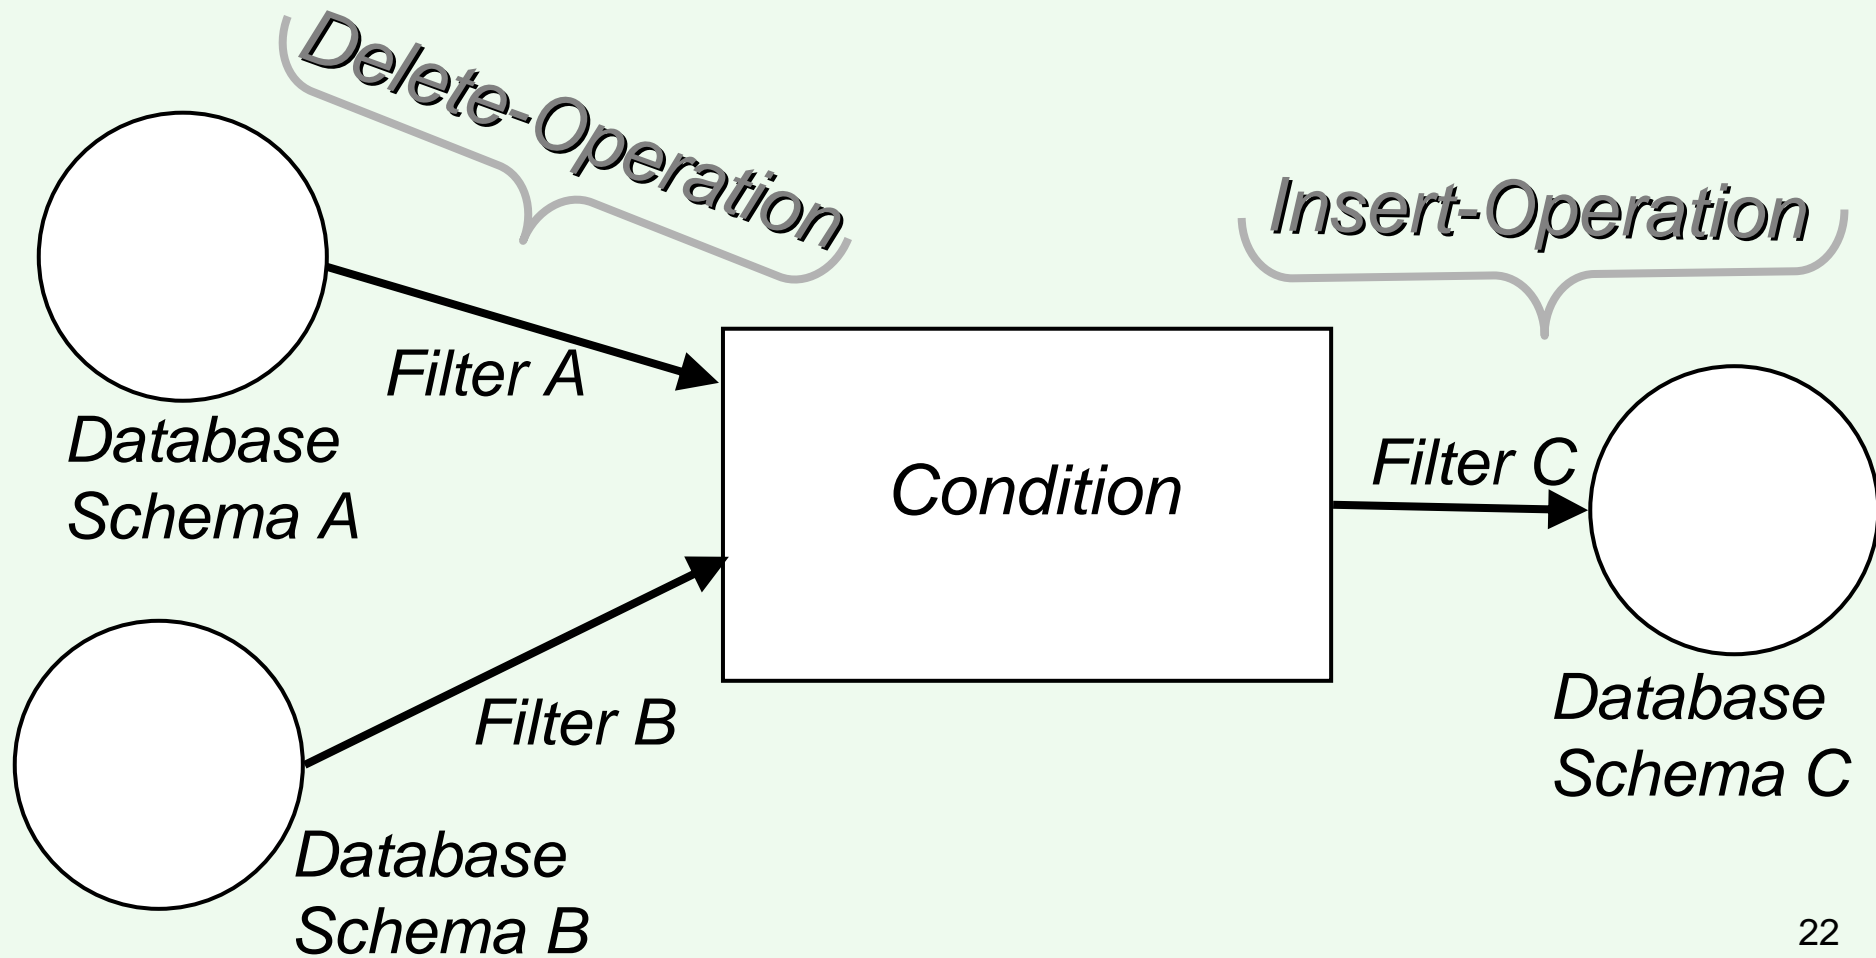 Delete-Operation
Insert-Operation
Filter A
Database
Schema A
Condition
Filter C
Filter B
Database
Schema C
Database
Schema B
22